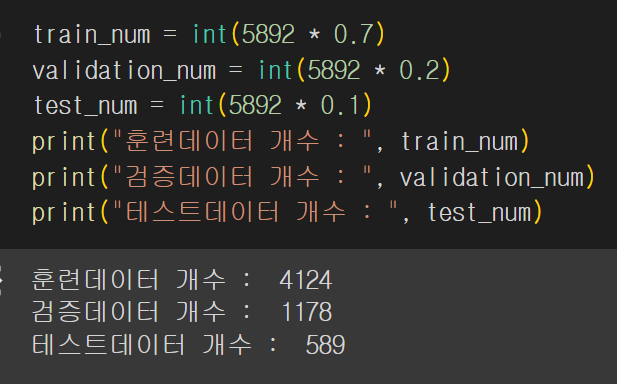 train_num = int(5892 * 0.7)
validation_num = int(5892 * 0.2)
test_num = int(5892 * 0.1)
print("훈련데이터 개수 : ", train_num)
print("검증데이터 개수 : ", validation_num)
print("테스트데이터 개수 : ", test_num)
훈련데이터 개수 :  4124
검증데이터 개수 :  1178
테스트데이터 개수 :  589